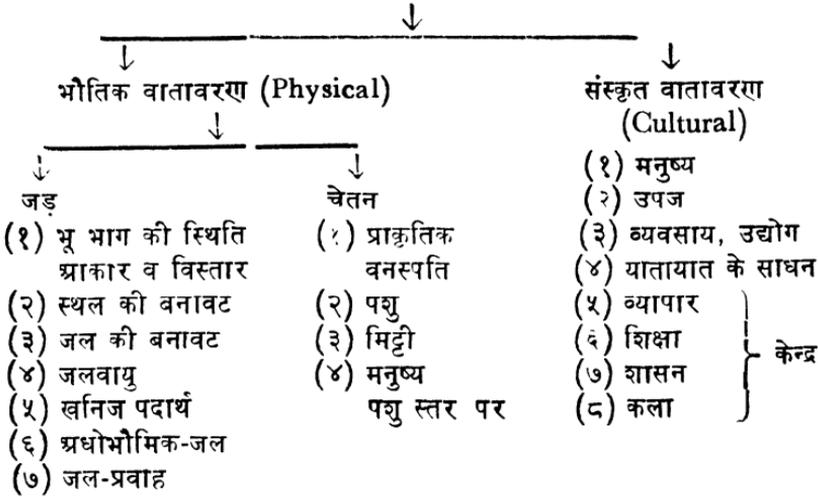 भौतिक वातावरण (Physical)
संस्कृत वातावरण
(Cultural)
जड़
(१) भू भाग की स्थिति
आकार व विस्तार
(२) स्थल की बनावट
(३) जल की बनावट
(४) जलवायु
(५) खनिज पदार्थ
(६) अधोभौमिक-जल
(७) जल-प्रवाह
चेतन
(१) प्राकृतिक
वनस्पति
(२) पशु
(३) मिट्टी
(४) मनुष्य
पशु स्तर पर
(१) मनुष्य
(२) उपज
(३) व्यवसाय, उद्योग
(४) यातायात के साधन
(५) व्यापार
(६) शिक्षा
(७) शासन
(८) कला
केन्द्र